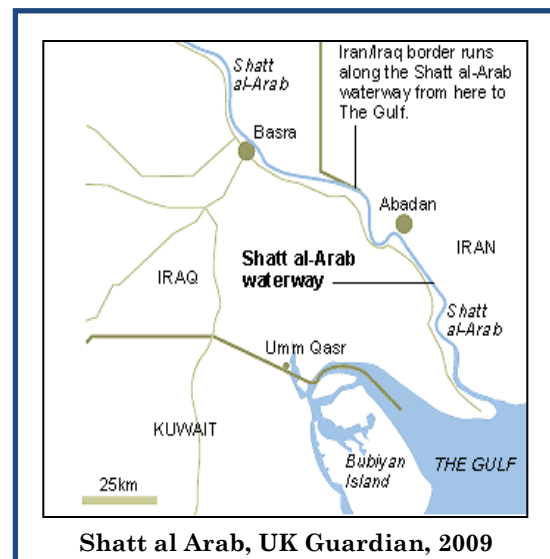 Shatt
al-Arab
Iran/Iraq border runs
along the Shatt al-Arab
waterway from here to
The Gulf.
Basra
Abadan
IRAN
Shatt al-Arab
waterway
IRAQ
Shatt
al-Arab
Umm Qasr
KUWAIT
Bubiyan
Island
THE GULF
25km
Shatt al Arab, UK Guardian, 2009